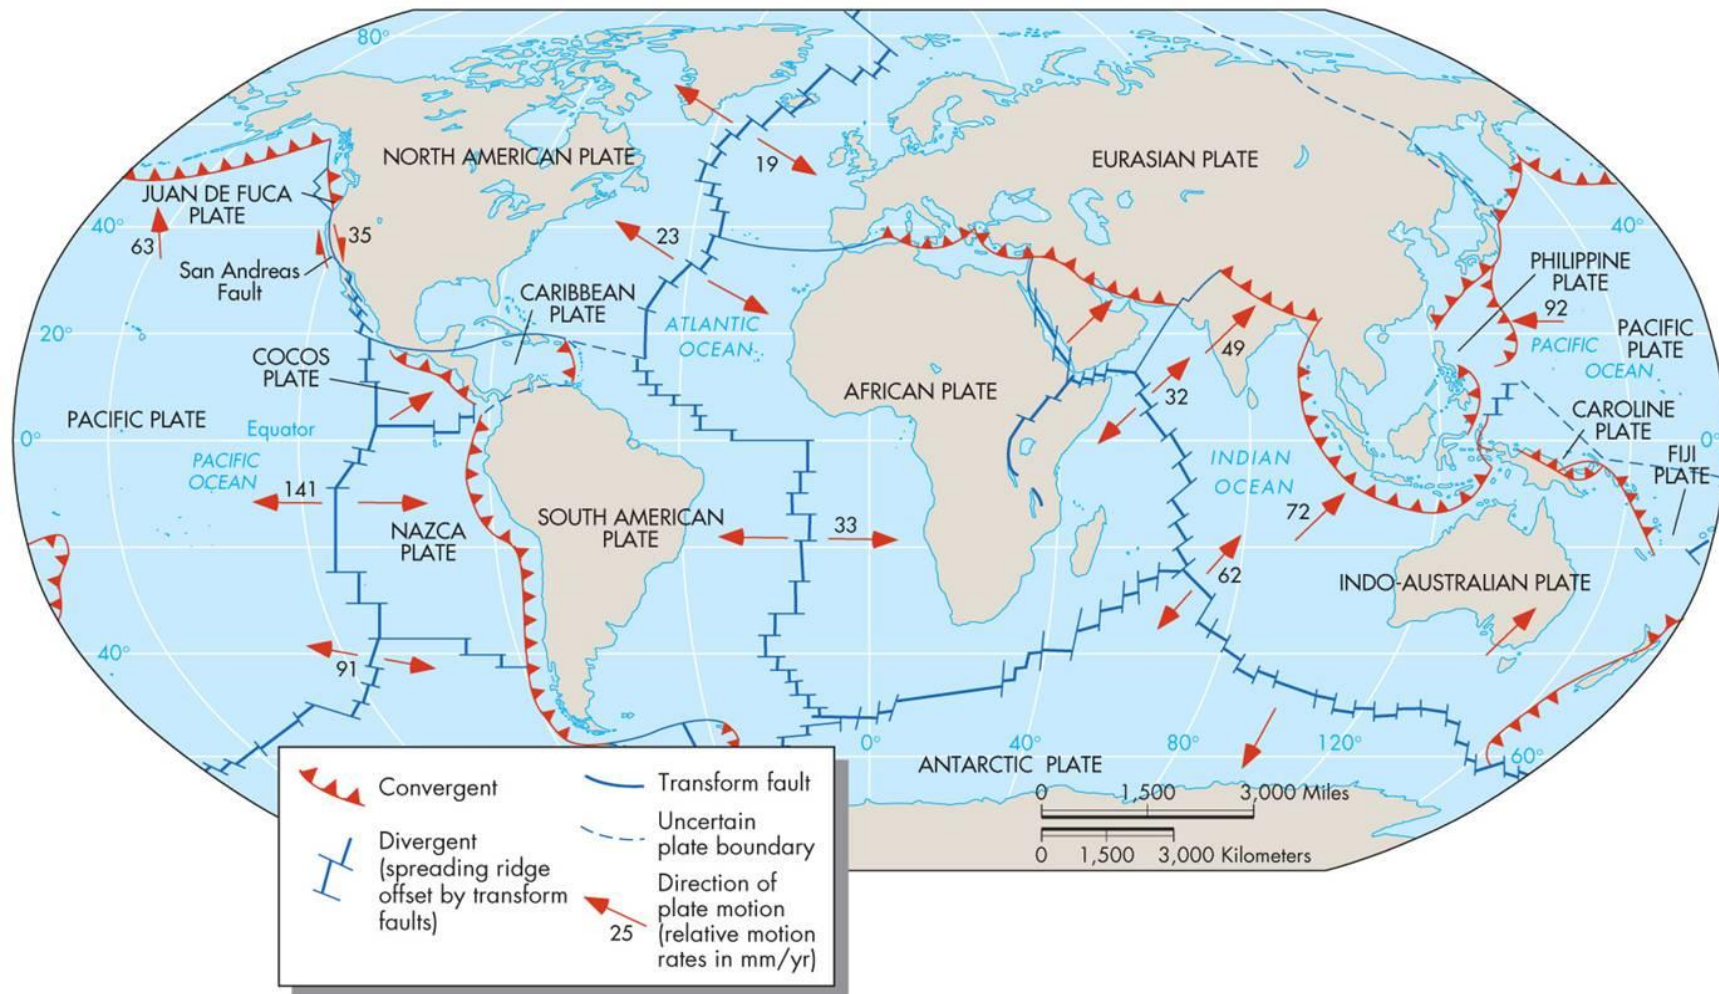 80°
NORTH AMERICAN PLATE
19
EURASIAN PLATE
JUAN DE FUCA
PLATE
40°
63
35
23
40°
San Andreas
Fault
PHILIPPINE
PLATE
CARIBBEAN
PLATE
92
20°
ATLANTIC
OCEAN
PACIFIC
PLATE
PACIFIC
OCEAN
COCOS
PLATE
49
AFRICAN PLATE
32
PACIFIC PLATE
Equator
CAROLINE
PLATE
0°
0°
PACIFIC
OCEAN
INDIAN
OCEAN
FIJI
PLATE
141
NAZCA
PLATE
SOUTH AMERICAN
PLATE
33
72
62
INDO-AUSTRALIAN PLATE
40°
91
0°
40°
80°
120°
60°
ANTARCTIC PLATE
0 1,500 3,000 Miles
0 1,500 3,000 Kilometers
Convergent
Divergent
(spreading ridge
offset by transform
faults)
Transform fault
Uncertain
plate boundary
Direction of
plate motion
(relative motion
rates in mm/yr)
25